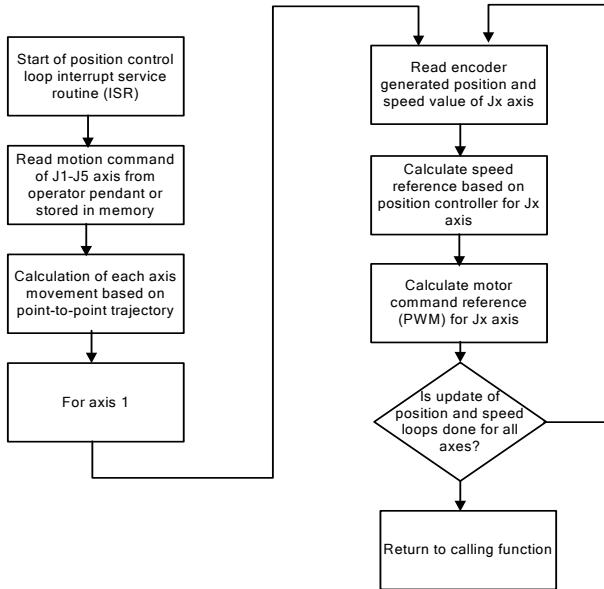 Start of position control
loop interrupt service
routine (ISR)
Read motion command
of J1-J5 axis from
operator pendant or
stored in memory
Calculation of each axis
movement based on
point-to-point trajectory
For axis 1
Read encoder
generated position and
speed value of Jx axis
Calculate speed
reference based on
position controller for Jx
axis
Calculate motor
command reference
(PWM) for Jx axis
Is update of
position and speed
loops done for all
axes?
Return to calling function